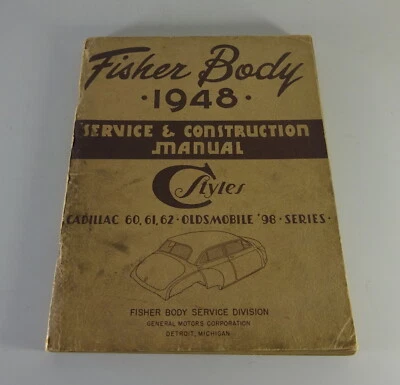 Fisher Body
· 1948 ·
SERVICE & CONSTRUCTION
MANUAL
C Styles
CADILLAC 60, 61, 62 · OLDSMOBILE '98 · SERIES ·
FISHER BODY SERVICE DIVISION
GENERAL MOTORS CORPORATION
DETROIT, MICHIGAN